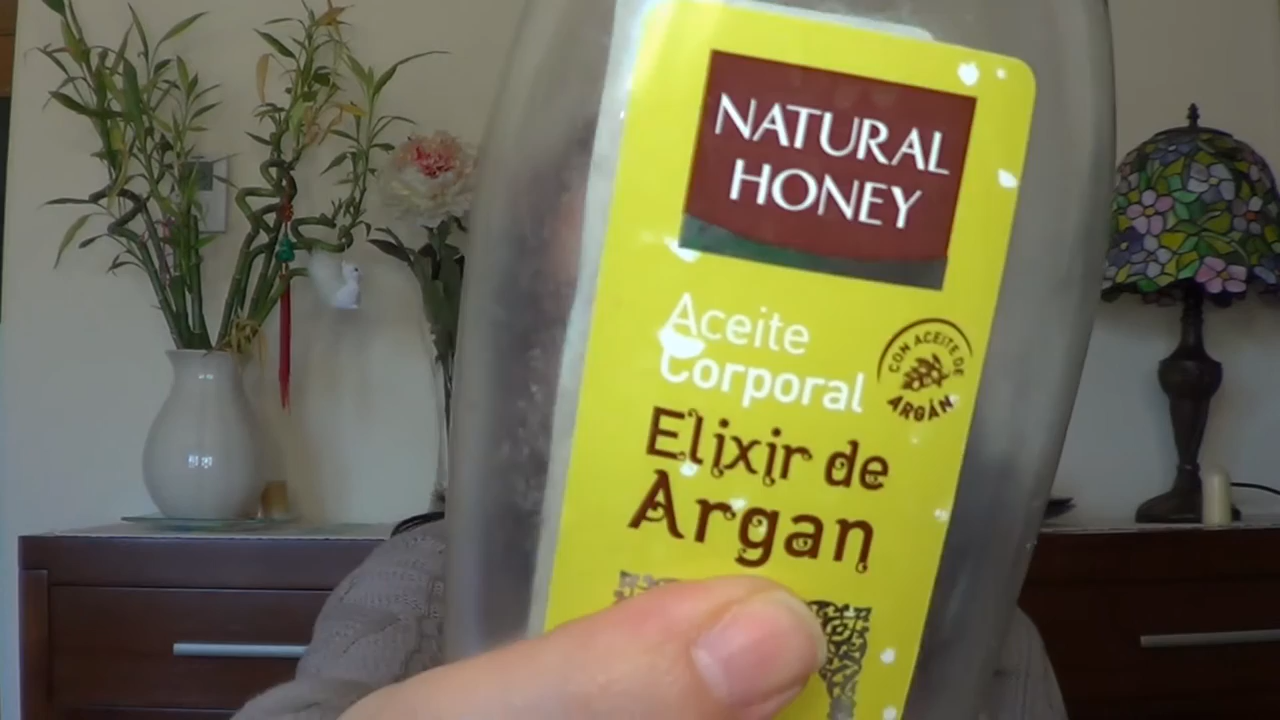 NATURAL
HONEY
Aceite
Corporal
CON ACEITE DE
ARGÁN
Elixir de
Argan